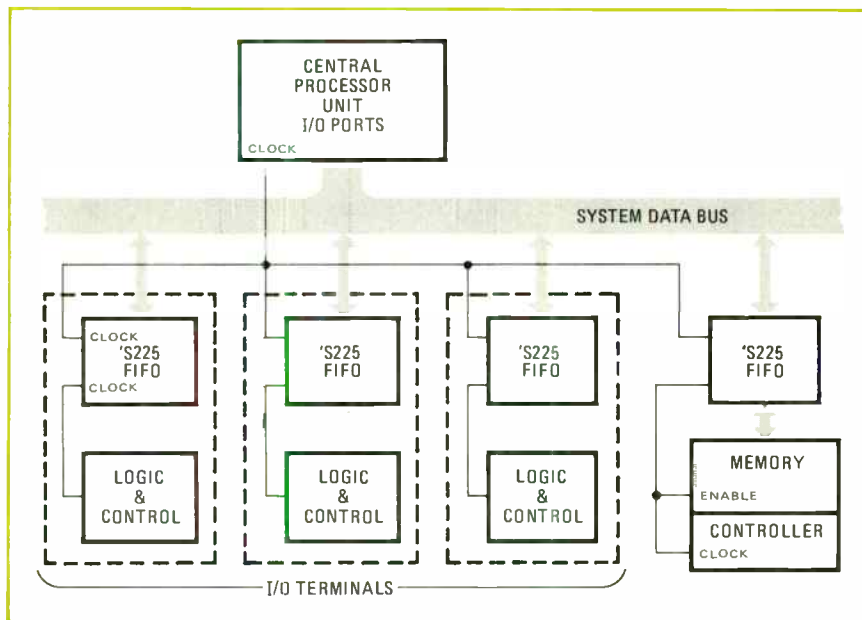 CENTRAL
PROCESSOR
UNIT
I/O PORTS
CLOCK
SYSTEM DATA BUS
CLOCK
'S225
FIFO
CLOCK
'S225
FIFO
'S225
FIFO
'S225
FIFO
LOGIC
&
CONTROL
LOGIC
&
CONTROL
LOGIC
&
CONTROL
MEMORY
ENABLE
CONTROLLER
CLOCK
I/O TERMINALS